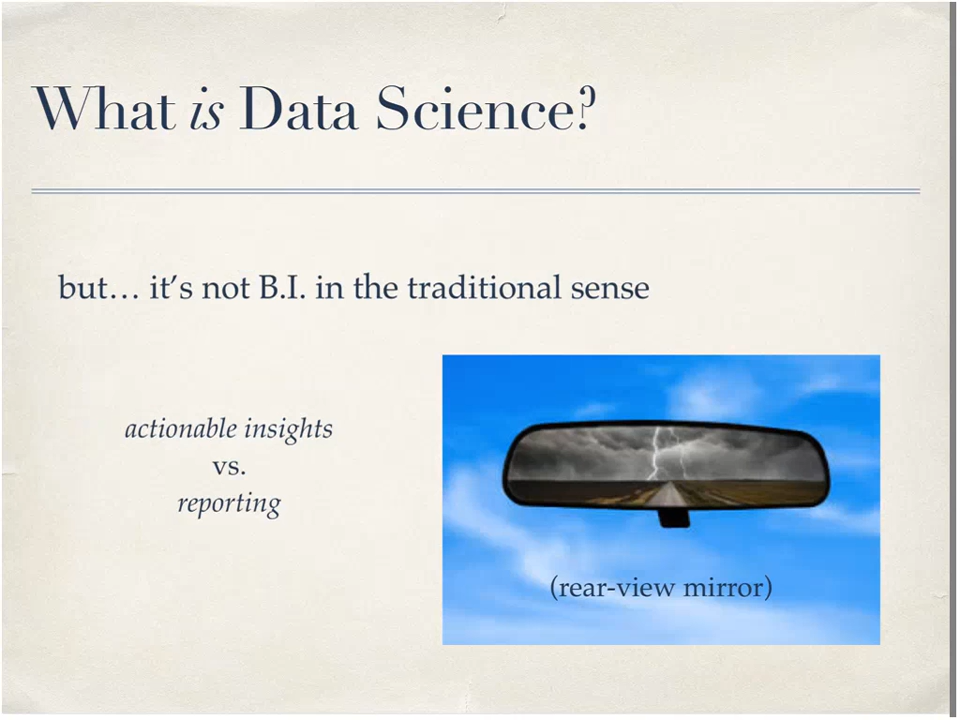 What is Data Science?
but… it’s not B.I. in the traditional sense
actionable insights
vs.
reporting
(rear-view mirror)